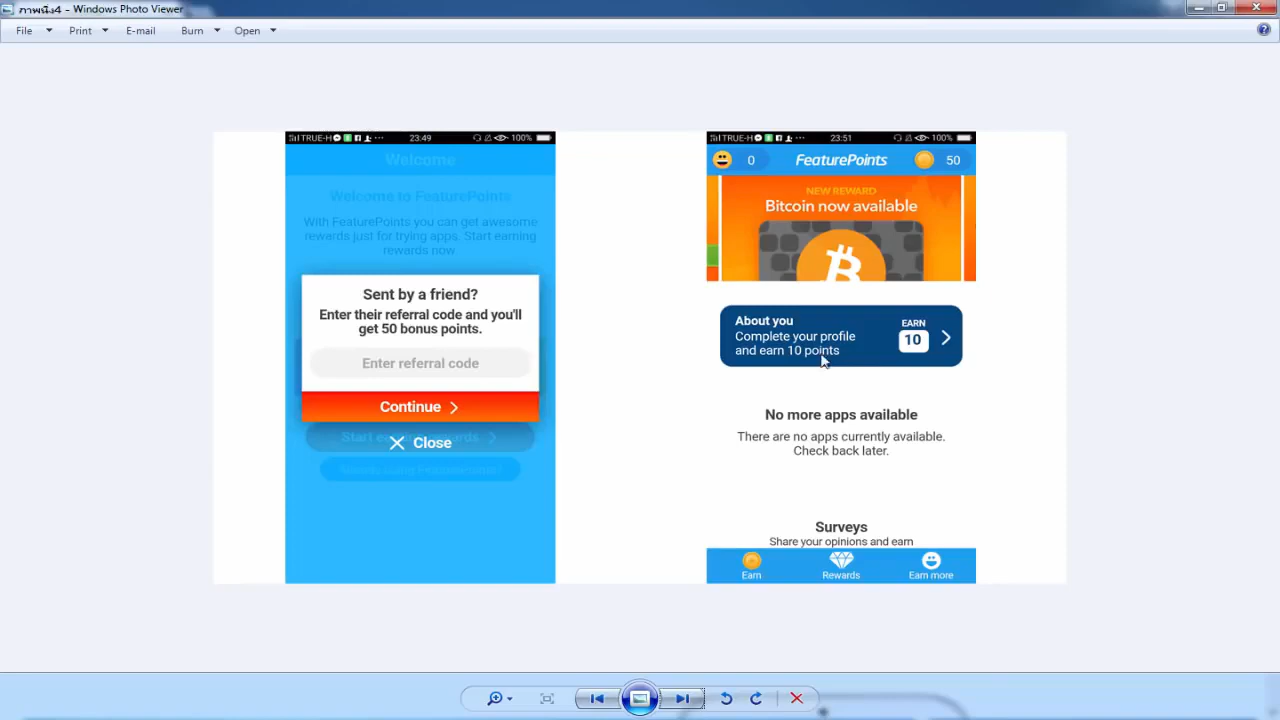 ภาพนิ่ง4 - Windows Photo Viewer
File Print E-mail Burn Open
TRUE-H 23:49 100%
Welcome
Welcome to FeaturePoints
With FeaturePoints you can get awesome
rewards just for trying apps. Start earning
rewards now
Sent by a friend?
Enter their referral code and you'll
get 50 bonus points.
Enter referral code
Continue
Close
TRUE-H 23:51 100%
0 FeaturePoints 50
NEW REWARD
Bitcoin now available
About you
Complete your profile
and earn 10 points
EARN
10
No more apps available
There are no apps currently available.
Check back later.
Surveys
Share your opinions and earn
Earn Rewards Earn more